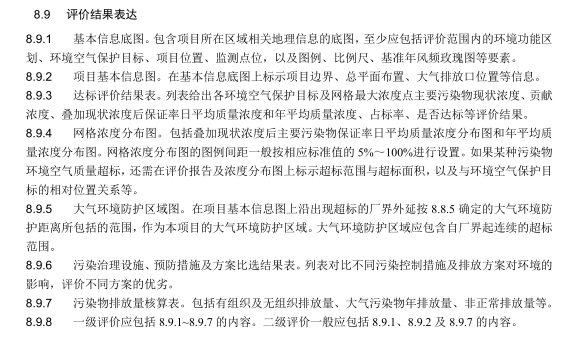 8.9 评价结果表达
8.9.1 基本信息底图。包含项目所在区域相关地理信息的底图，至少应包括评价范围内的环境功能区
划、环境空气保护目标、项目位置、监测点位，以及图例、比例尺、基准年风频玫瑰图等要素。
8.9.2 项目基本信息图。在基本信息底图上标示项目边界、总平面布置、大气排放口位置等信息。
8.9.3 达标评价结果表。列表给出各环境空气保护目标及网格最大浓度点主要污染物现状浓度、贡献
浓度、叠加现状浓度后保证率日平均质量浓度和年平均质量浓度、占标率、是否达标等评价结果。
8.9.4 网格浓度分布图。包括叠加现状浓度后主要污染物保证率日平均质量浓度分布图和年平均质
量浓度分布图。网格浓度分布图的图例间距一般按相应标准值的 5%～100%进行设置。如果某种污染物
环境空气质量超标，还需在评价报告及浓度分布图上标示超标范围与超标面积，以及与环境空气保护目
标的相对位置关系等。
8.9.5 大气环境防护区域图。在项目基本信息图上沿出现超标的厂界外延按 8.8.5 确定的大气环境防
护距离所包括的范围，作为本项目的大气环境防护区域。大气环境防护区域应包含自厂界起连续的超标
范围。
8.9.6 污染治理设施、预防措施及方案比选结果表。列表对比不同污染控制措施及排放方案对环境的
影响，评价不同方案的优劣。
8.9.7 污染物排放量核算表。包括有组织及无组织排放量、大气污染物年排放量、非正常排放量等。
8.9.8 一级评价应包括 8.9.1~8.9.7 的内容。二级评价一般应包括 8.9.1、8.9.2 及 8.9.7 的内容。